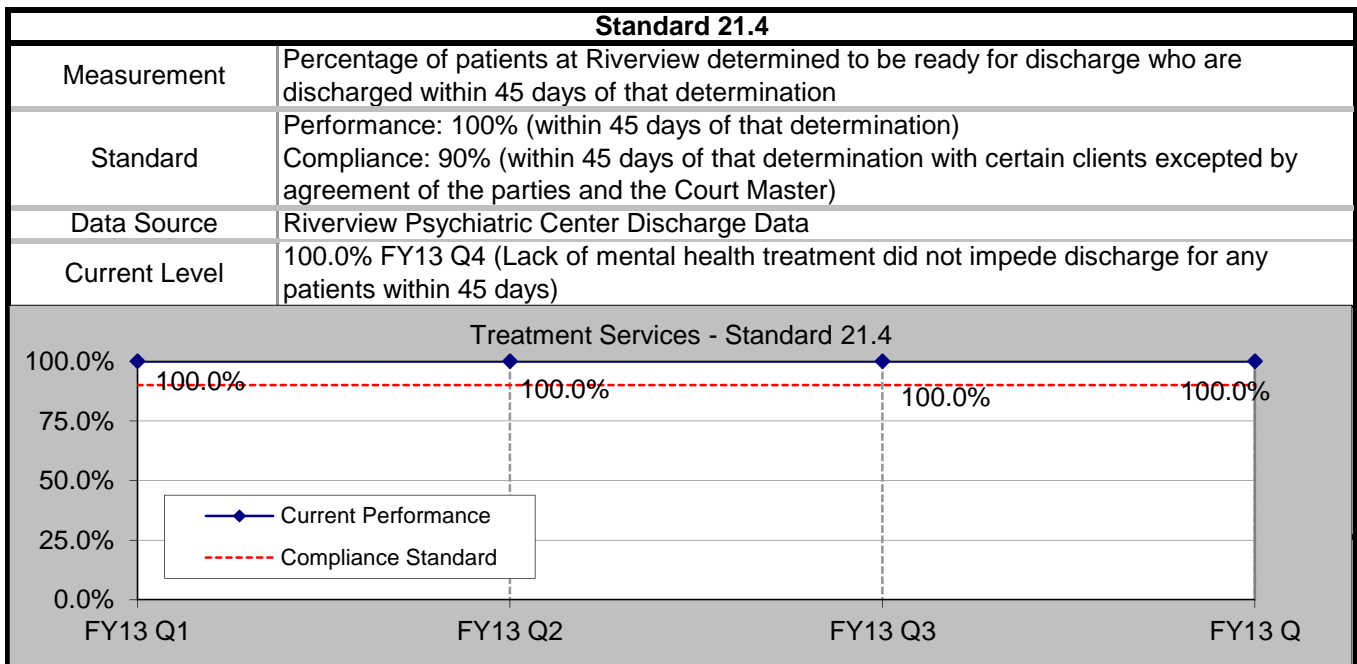 Standard 21.4
Measurement
Percentage of patients at Riverview determined to be ready for discharge who are
discharged within 45 days of that determination
Standard
Performance: 100% (within 45 days of that determination)
Compliance: 90% (within 45 days of that determination with certain clients excepted by
agreement of the parties and the Court Master)
Data Source
Riverview Psychiatric Center Discharge Data
Current Level
100.0% FY13 Q4 (Lack of mental health treatment did not impede discharge for any
patients within 45 days)
Treatment Services - Standard 21.4
100.0%
75.0%
50.0%
25.0%
0.0%
100.0%
100.0%
100.0%
100.0%
Current Performance
Compliance Standard
FY13 Q1
FY13 Q2
FY13 Q3
FY13 Q